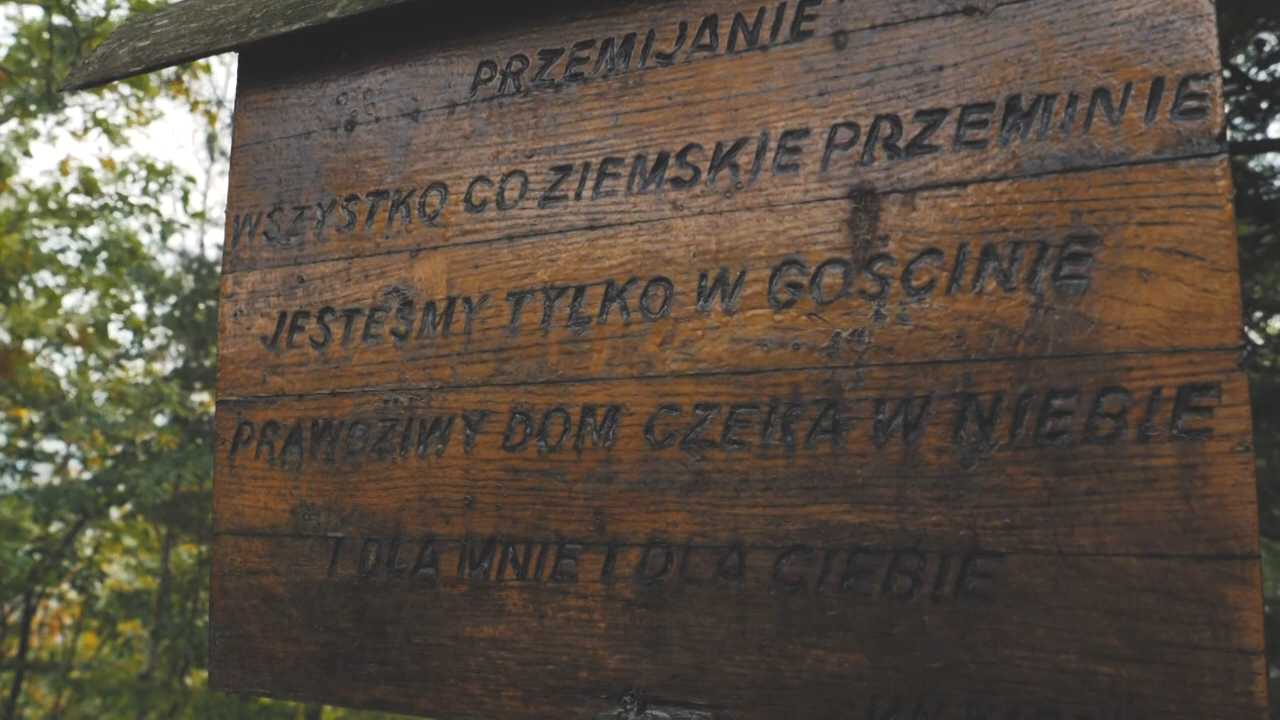 PRZEMIJANIE
WSZYSTKO CO ZIEMSKIE PRZEMINIE
JESTEŚMY TYLKO W GOŚCINIE
PRAWDZIWY DOM CZEKA W NIEBIE
I DLA MNIE I DLA CIEBIE